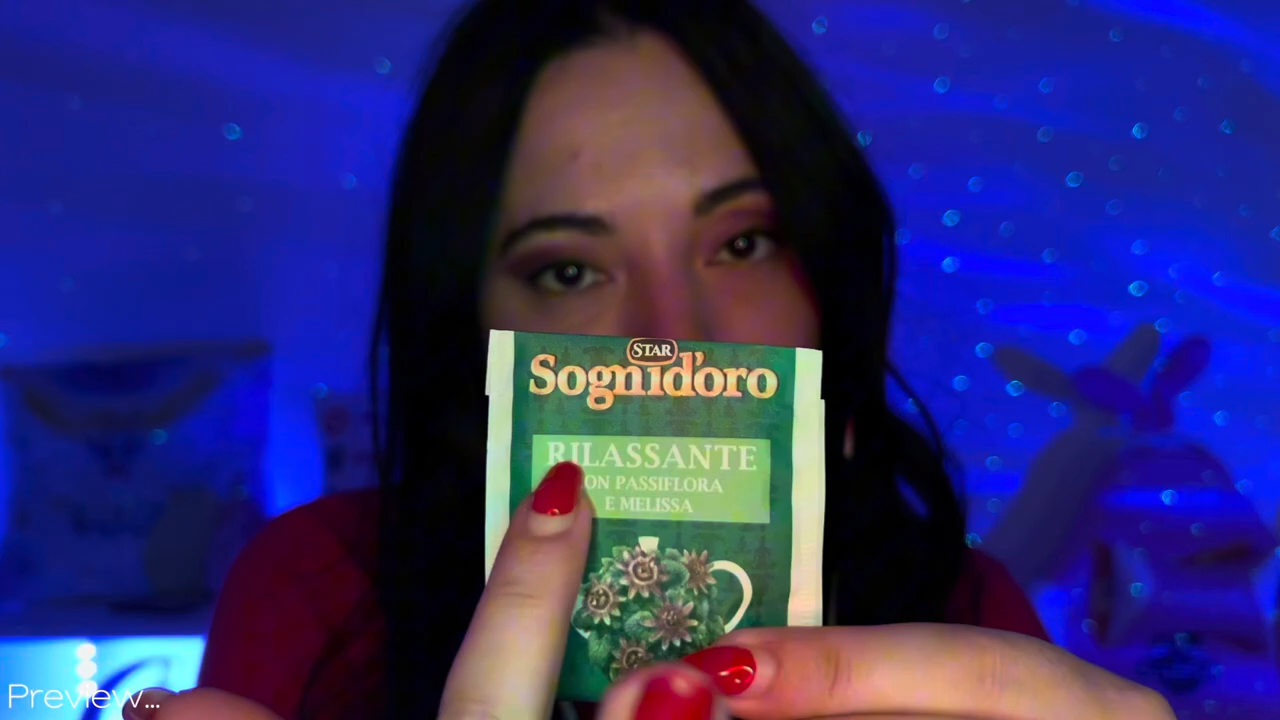 STAR
Sognid'oro
RILASSANTE
ON PASSIFLORA
E MELISSA
Preview...